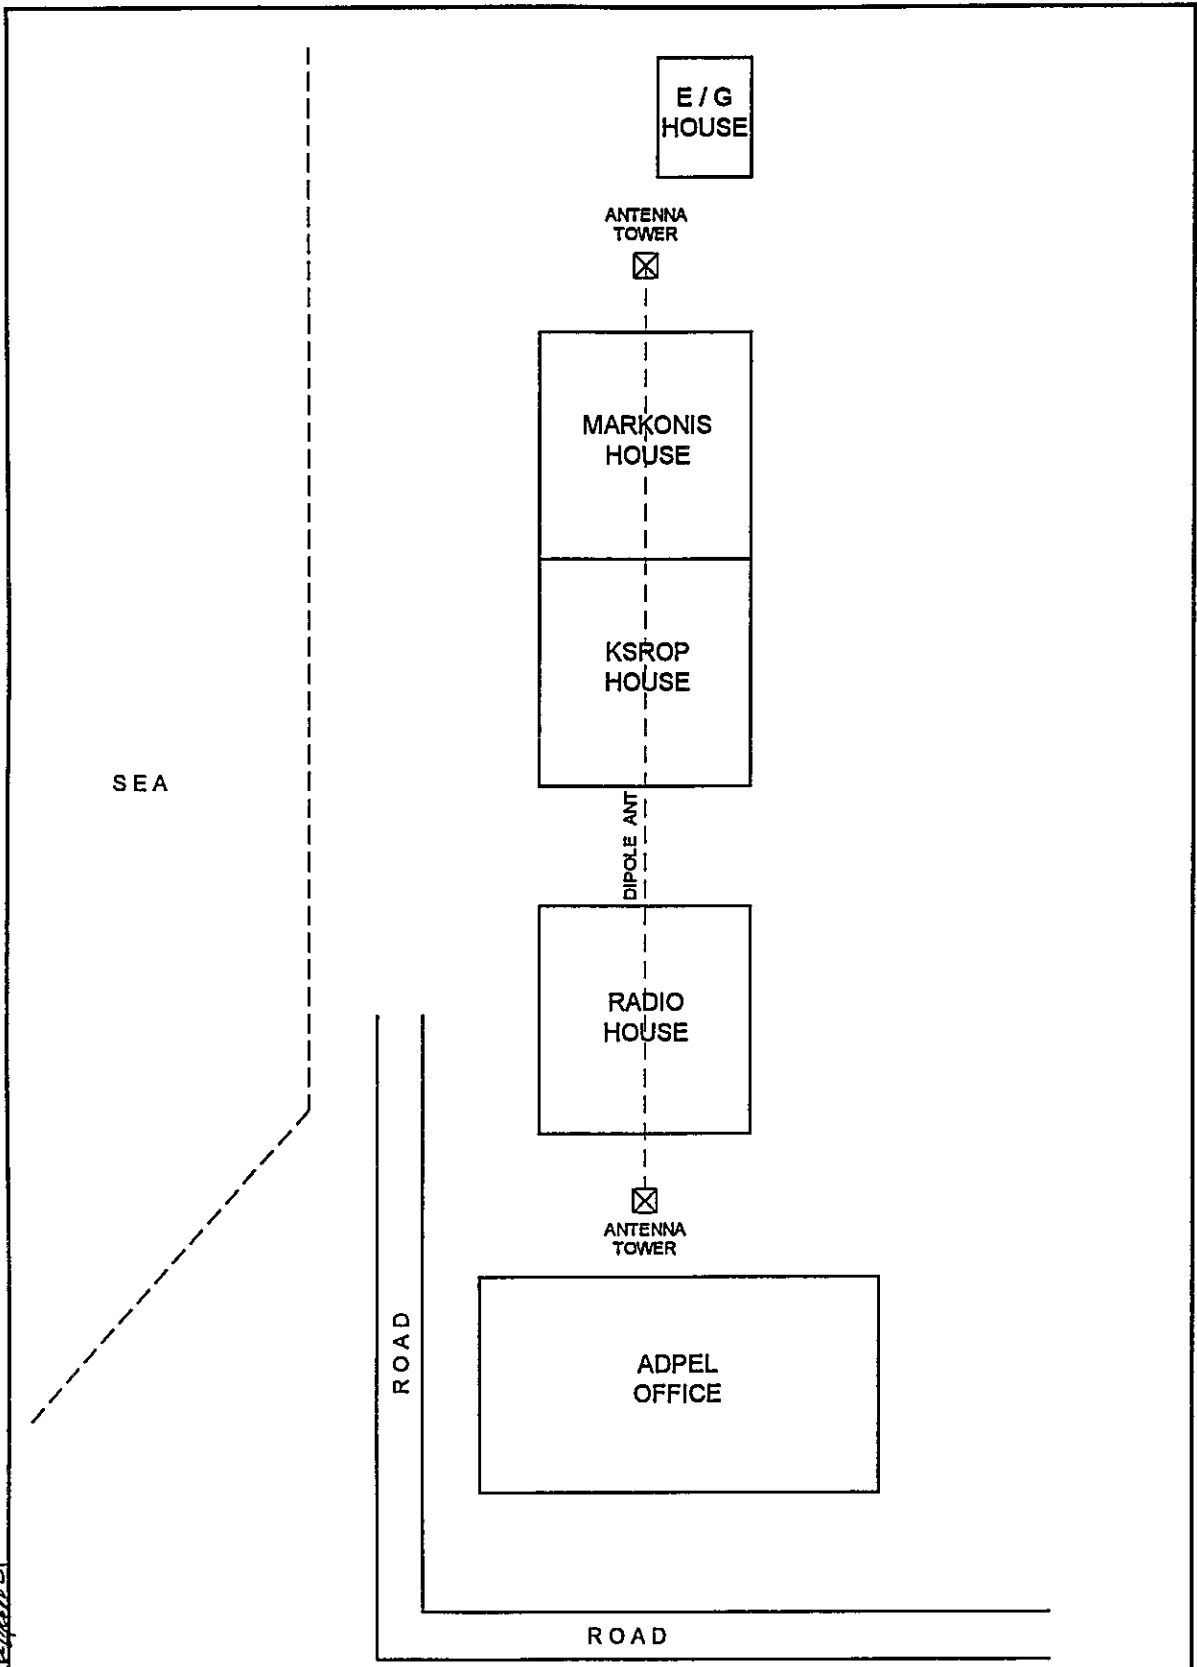 E / G
HOUSE
ANTENNA
TOWER
MARKONIS
HOUSE
KSROP
HOUSE
SEA
DIPOLE ANT
RADIO
HOUSE
ANTENNA
TOWER
ROAD
ADPEL
OFFICE
ROAD